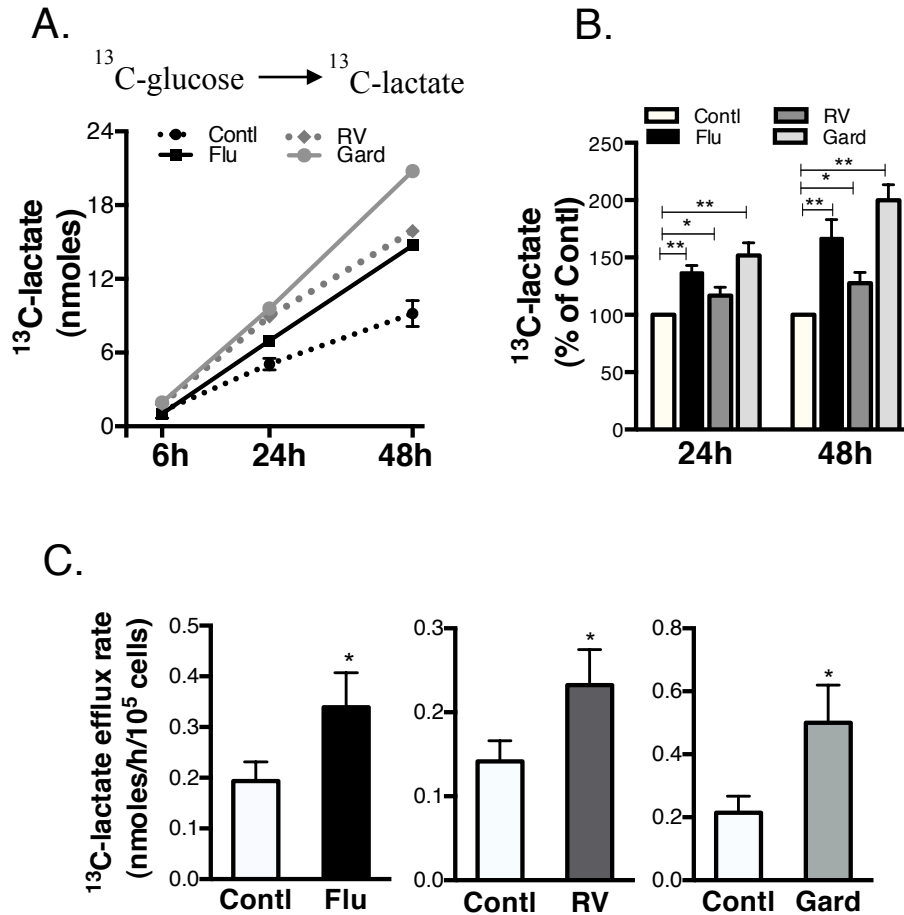 A.
¹³C-glucose → ¹³C-lactate
24
18
12
6
0
¹³C-lactate
(nmoles)
Contl
Flu
RV
Gard
6h
24h
48h
B.
Contl
Flu
RV
Gard
250
200
150
100
50
0
¹³C-lactate
(% of Contl)
**
*
**
**
*
**
24h
48h
C.
¹³C-lactate efflux rate
(nmoles/h/10⁵ cells)
0.5
0.4
0.3
0.2
0.1
0.0
*
Contl
Flu
0.3
0.2
0.1
0.0
*
Contl
RV
0.8
0.6
0.4
0.2
0.0
*
Contl
Gard